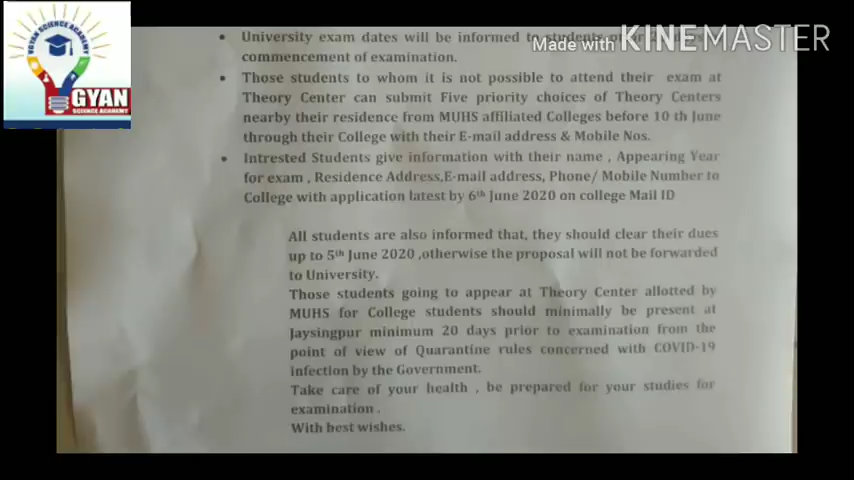 VGYAN SCIENCE ACADEMY
GYAN
SCIENCE ACADEMY
Made with KINEMASTER
• University exam dates will be informed to students
commencement of examination.
• Those students to whom it is not possible to attend their exam at
Theory Center can submit Five priority choices of Theory Centers
nearby their residence from MUHS affiliated Colleges before 10 th June
through their College with their E-mail address & Mobile Nos.
• Intrested Students give information with their name , Appearing Year
for exam , Residence Address,E-mail address, Phone/ Mobile Number to
College with application latest by 6th June 2020 on college Mail ID
All students are also informed that, they should clear their dues
up to 5th June 2020 ,otherwise the proposal will not be forwarded
to University.
Those students going to appear at Theory Center allotted by
MUHS for College students should minimally be present at
Jaysingpur minimum 20 days prior to examination from the
point of view of Quarantine rules concerned with COVID-19
infection by the Government.
Take care of your health , be prepared for your studies for
examination .
With best wishes.